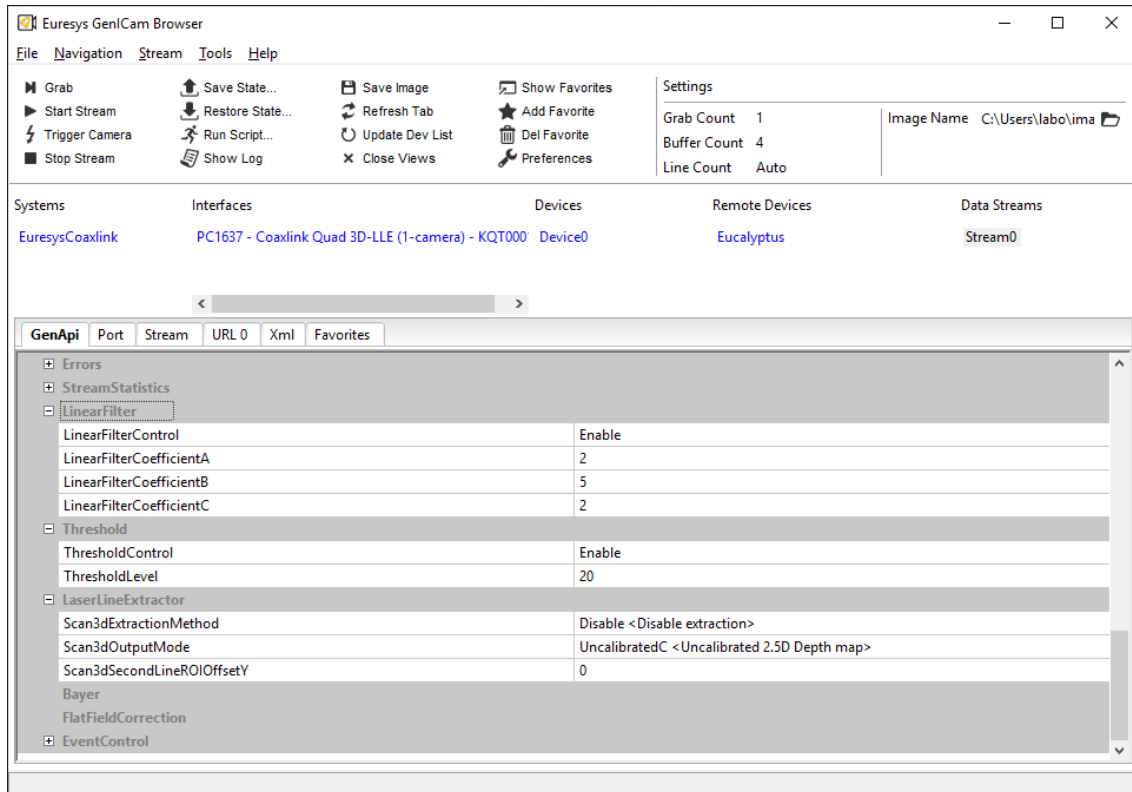 Euresys GenICam Browser
File Navigation Stream Tools Help
Grab Save State... Save Image Show Favorites Settings
Start Stream Restore State... Refresh Tab Add Favorite Grab Count 1 Image Name C:\Users\labo\ima
Trigger Camera Run Script... Update Dev List Del Favorite Buffer Count 4
Stop Stream Show Log Close Views Preferences Line Count Auto
Systems Interfaces Devices Remote Devices Data Streams
EuresysCoaxlink PC1637 - Coaxlink Quad 3D-LLE (1-camera) - KQT000 Device0 Eucalyptus Stream0
GenApi Port Stream URL 0 Xml Favorites
Errors
StreamStatistics
LinearFilter
LinearFilterControl Enable
LinearFilterCoefficientA 2
LinearFilterCoefficientB 5
LinearFilterCoefficientC 2
Threshold
ThresholdControl Enable
ThresholdLevel 20
LaserLineExtractor
Scan3dExtractionMethod Disable <Disable extraction>
Scan3dOutputMode UncalibratedC <Uncalibrated 2.5D Depth map>
Scan3dSecondLineROIOffsetY 0
Bayer
FlatFieldCorrection
EventControl